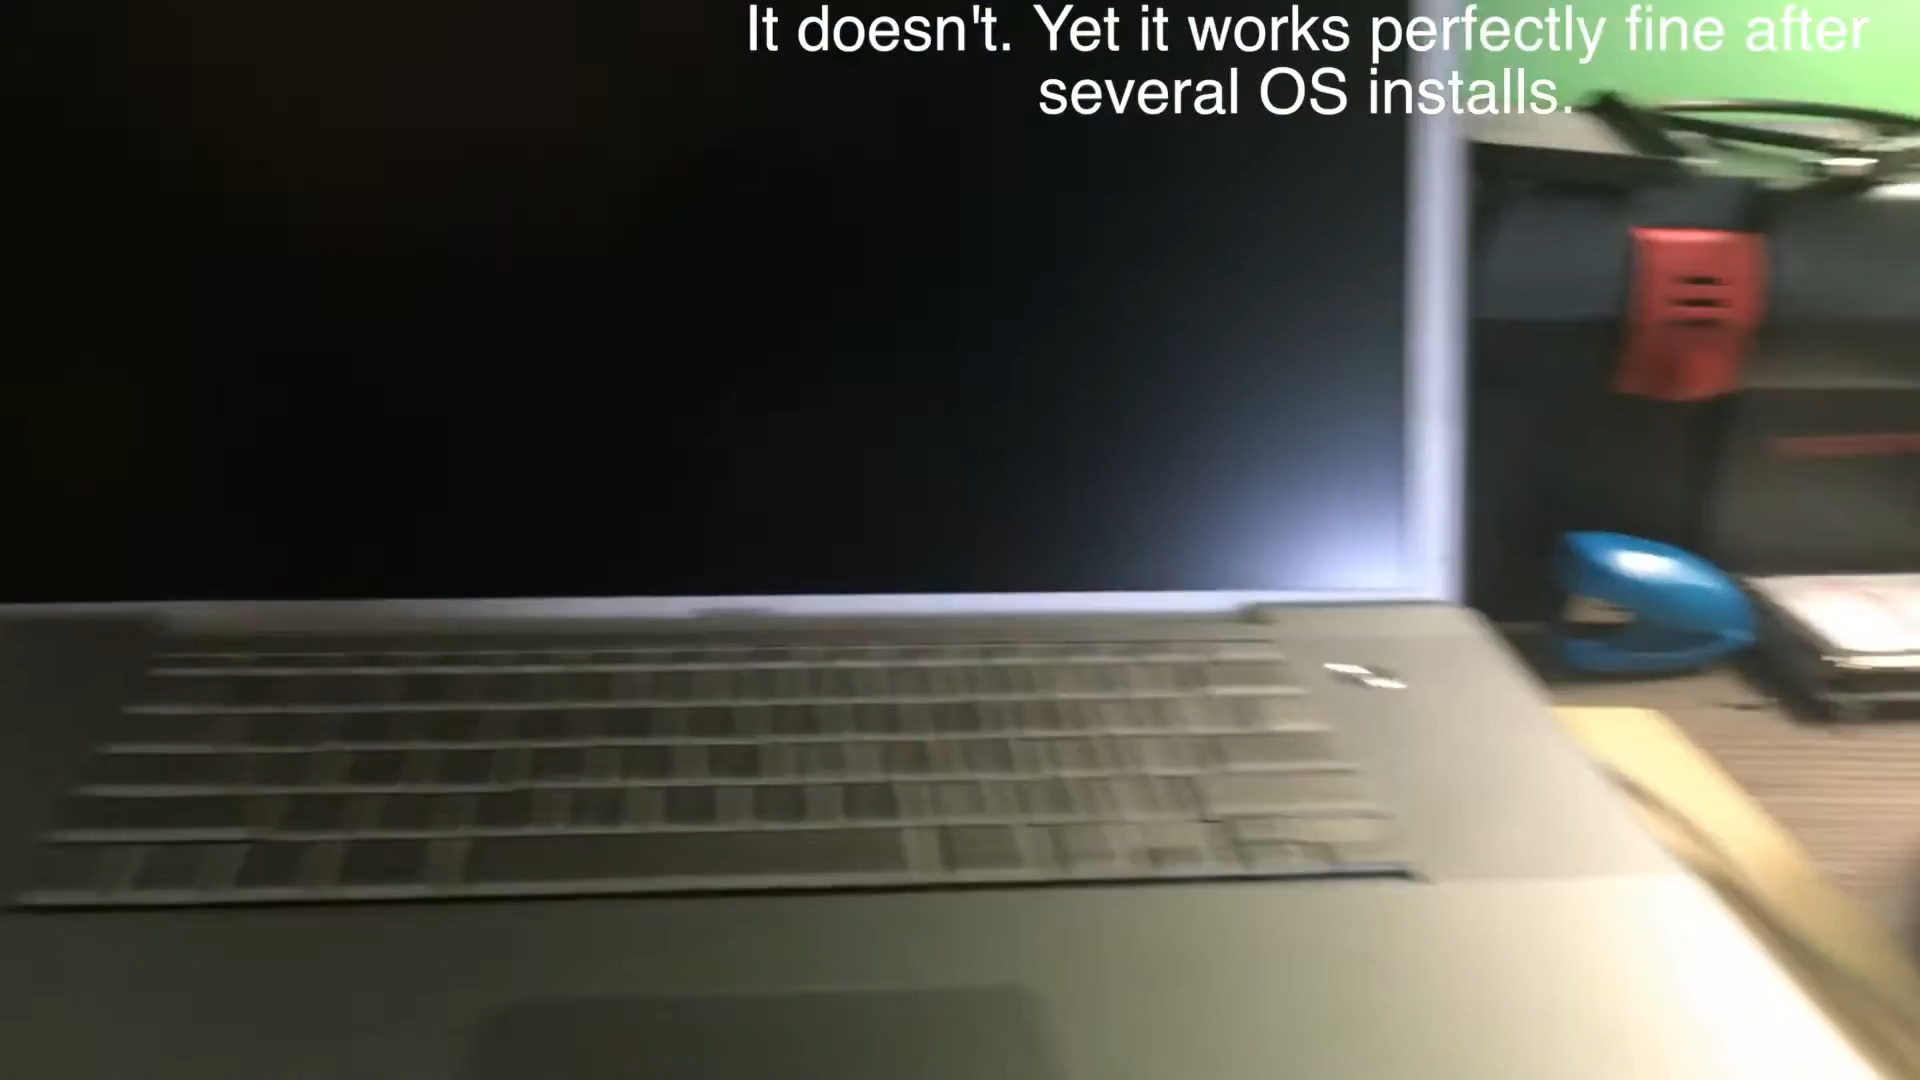 It doesn't. Yet it works perfectly fine after
several OS installs.